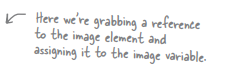 Here we're grabbing a reference
to the image element and
assigning it to the image variable.